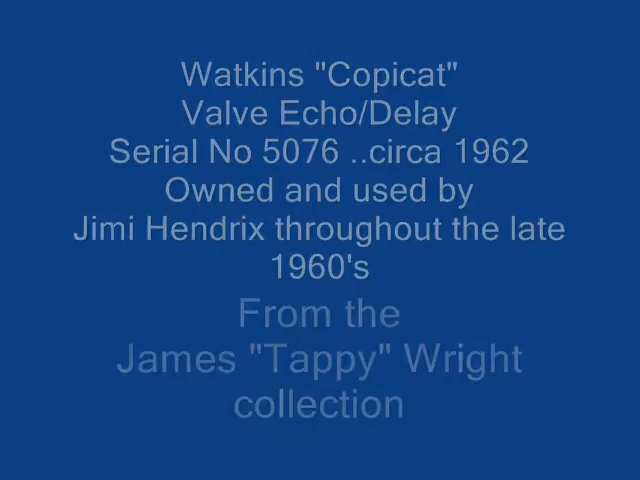 Watkins "Copicat"
Valve Echo/Delay
Serial No 5076 ..circa 1962
Owned and used by
Jimi Hendrix throughout the late
1960's
From the
James "Tappy" Wright
collection